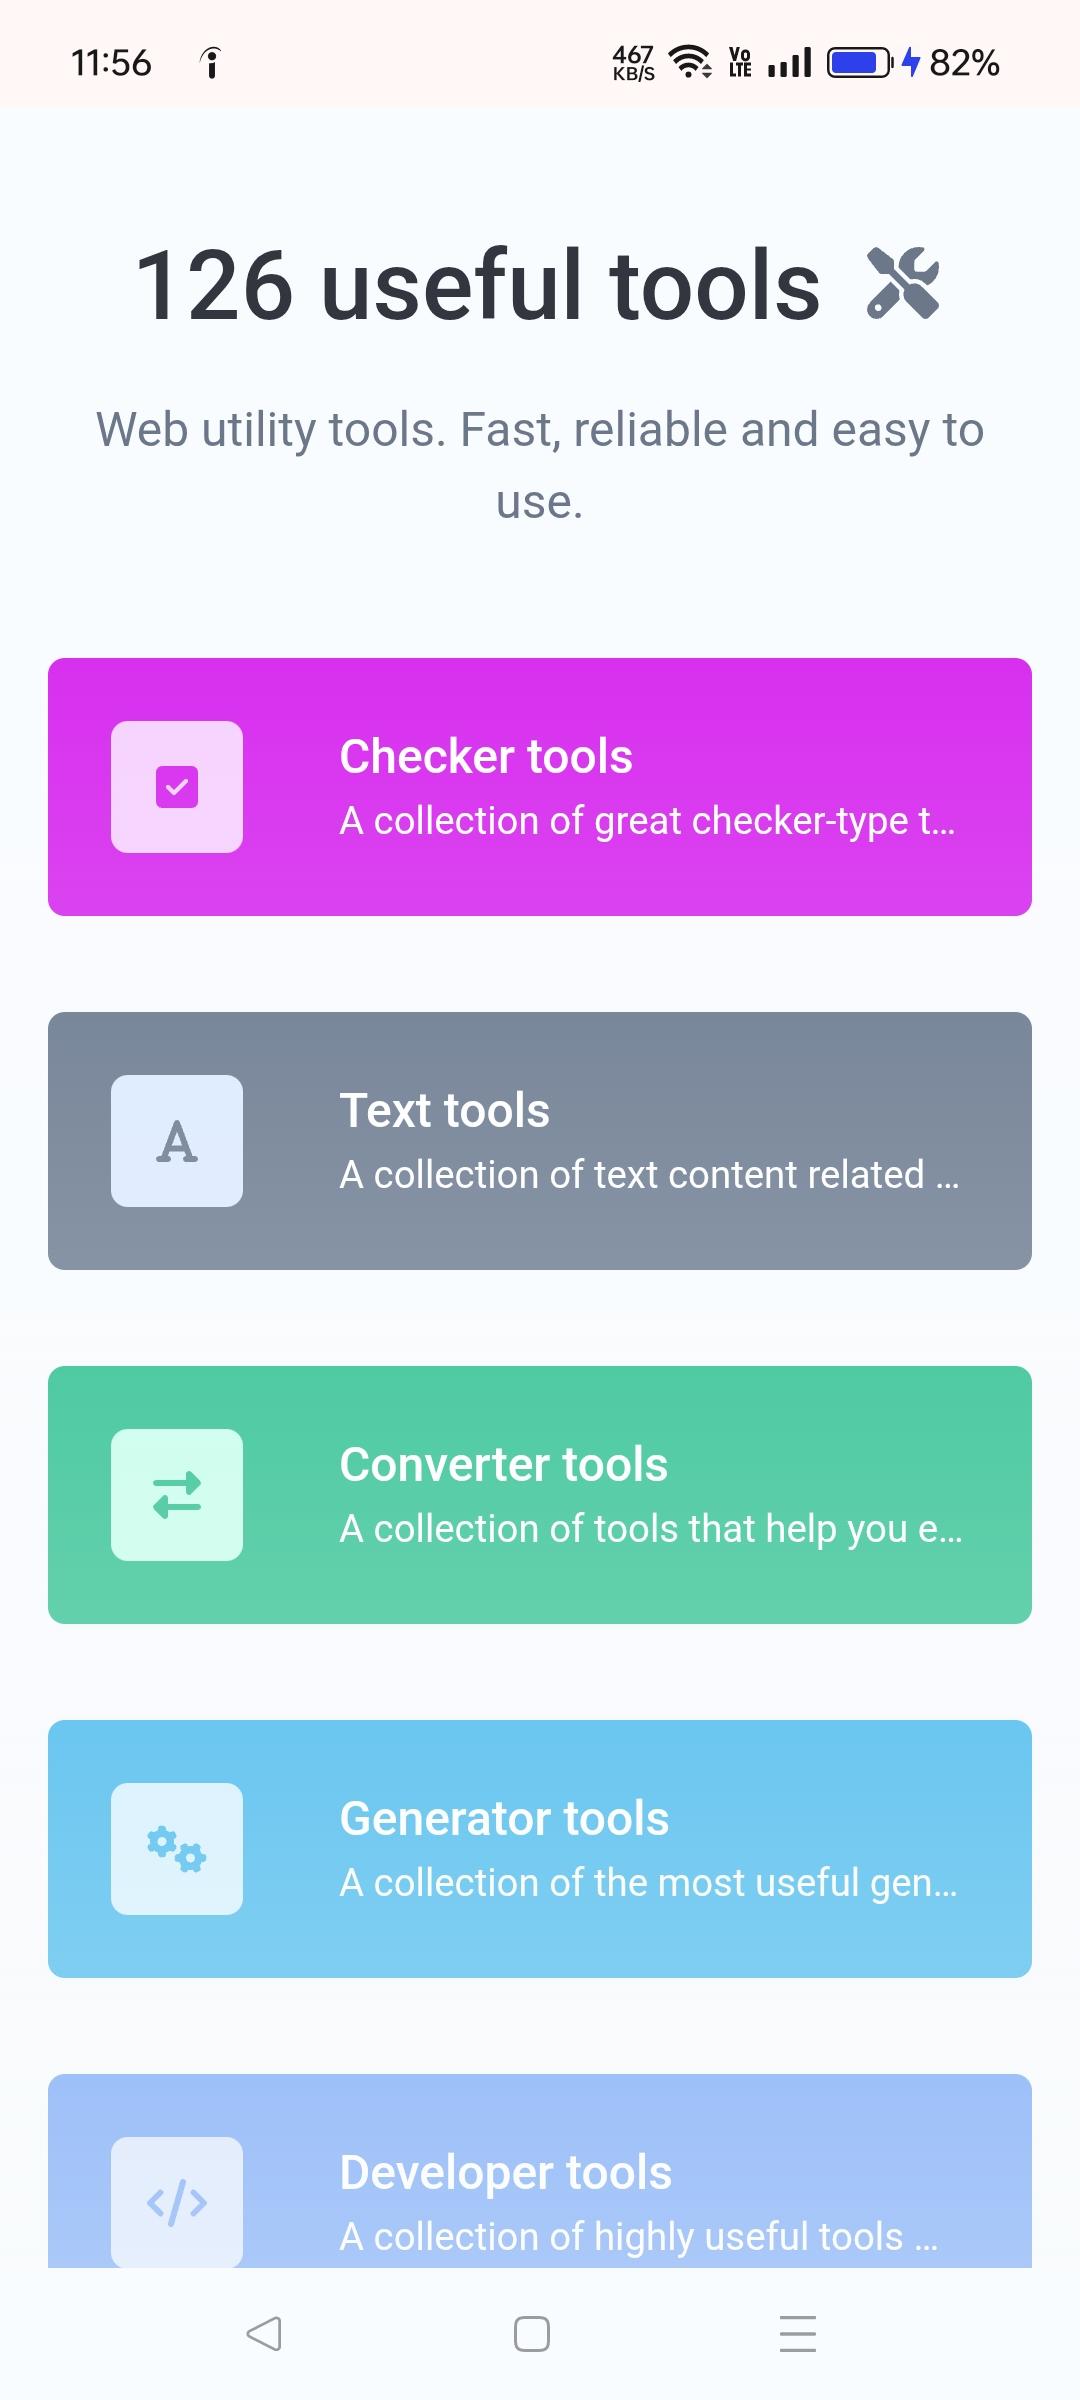 11:56
467
KB/S
Vo
LTE
82%
126 useful tools
Web utility tools. Fast, reliable and easy to
use.
Checker tools
A collection of great checker-type t...
Text tools
A collection of text content related ...
Converter tools
A collection of tools that help you e...
Generator tools
A collection of the most useful gen...
Developer tools
A collection of highly useful tools ...